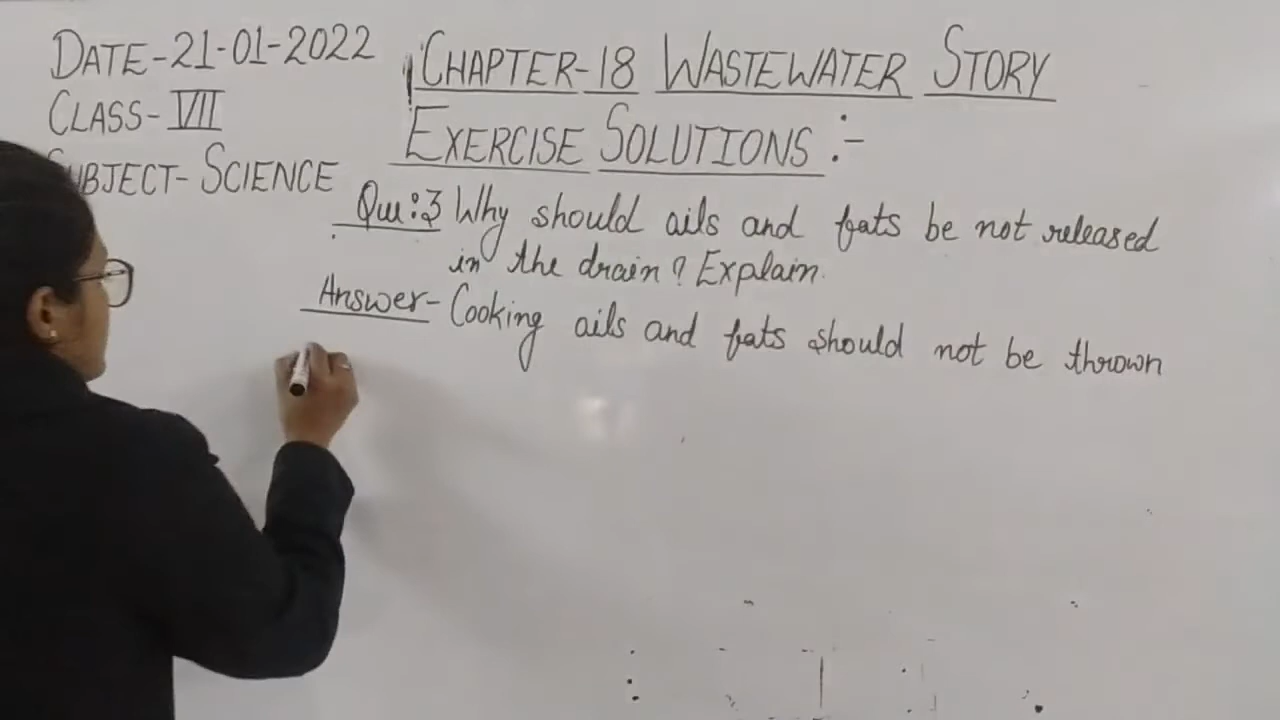 DATE-21-01-2022
CLASS-VII
SUBJECT-SCIENCE
CHAPTER-18 WASTEWATER STORY
EXERCISE SOLUTIONS :-
Que:3 Why should oils and fats be not released
in the drain? Explain.
Answer- Cooking oils and fats should not be thrown